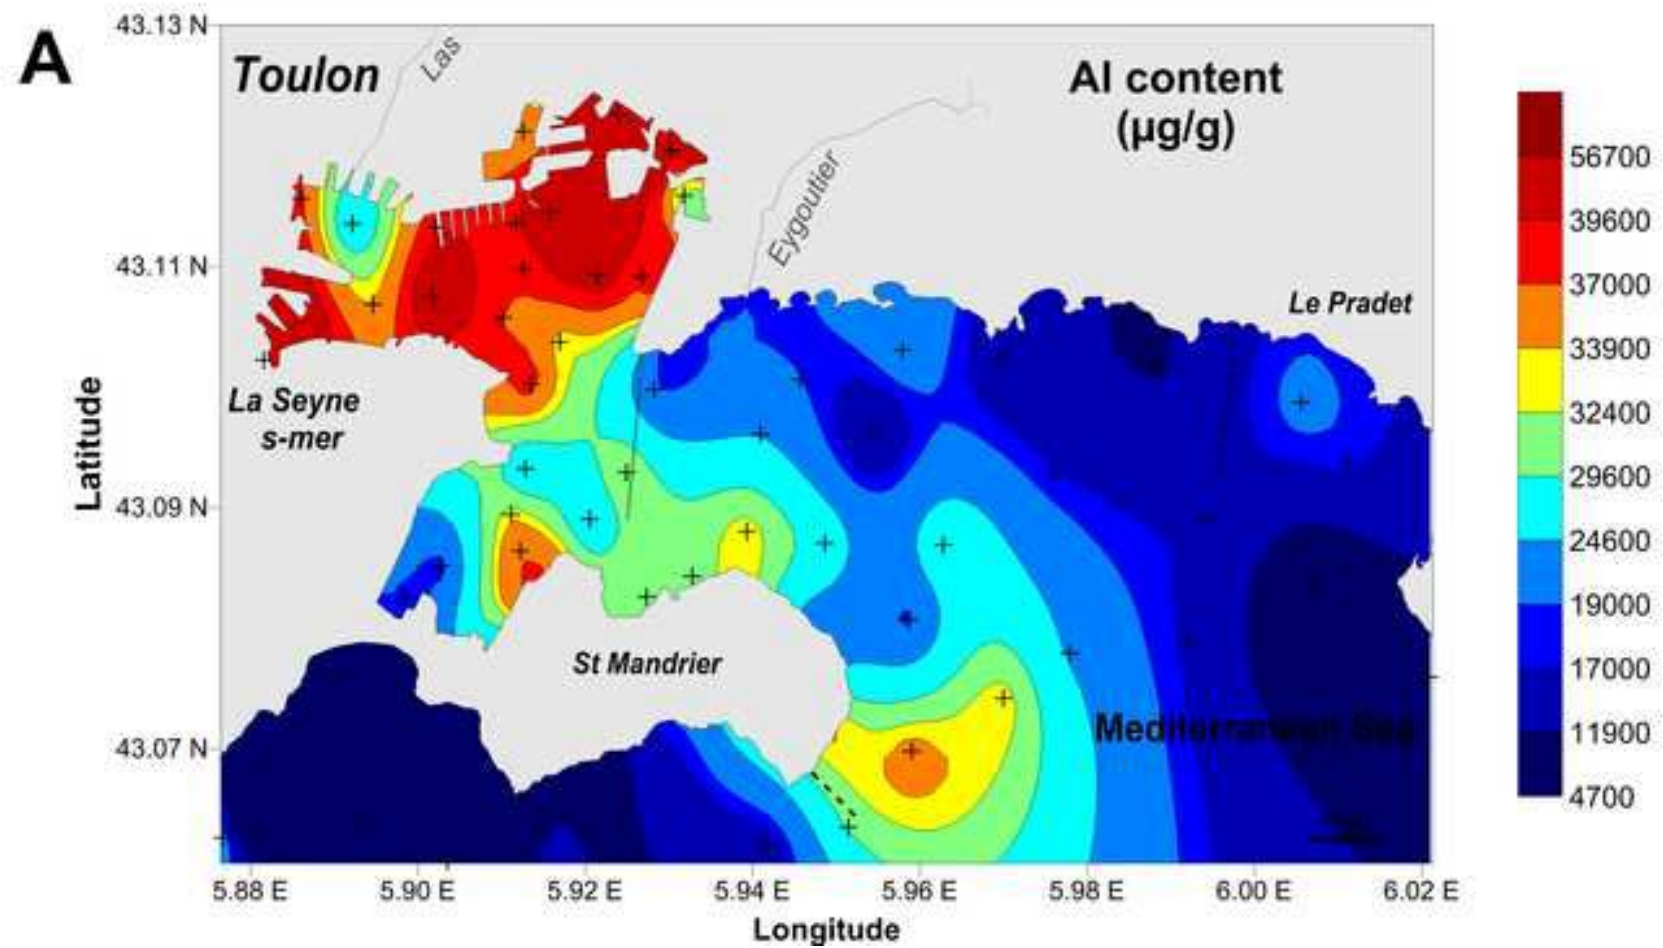 A
43.13 N
Toulon
Las
Al content
(µg/g)
Eygoutier
56700
39600
37000
33900
32400
29600
24600
19000
17000
11900
4700
43.11 N
Le Pradet
La Seyne
s-mer
Latitude
43.09 N
St Mandrier
Mediterranean Sea
43.07 N
5.88 E
5.90 E
5.92 E
5.94 E
5.96 E
5.98 E
6.00 E
6.02 E
Longitude